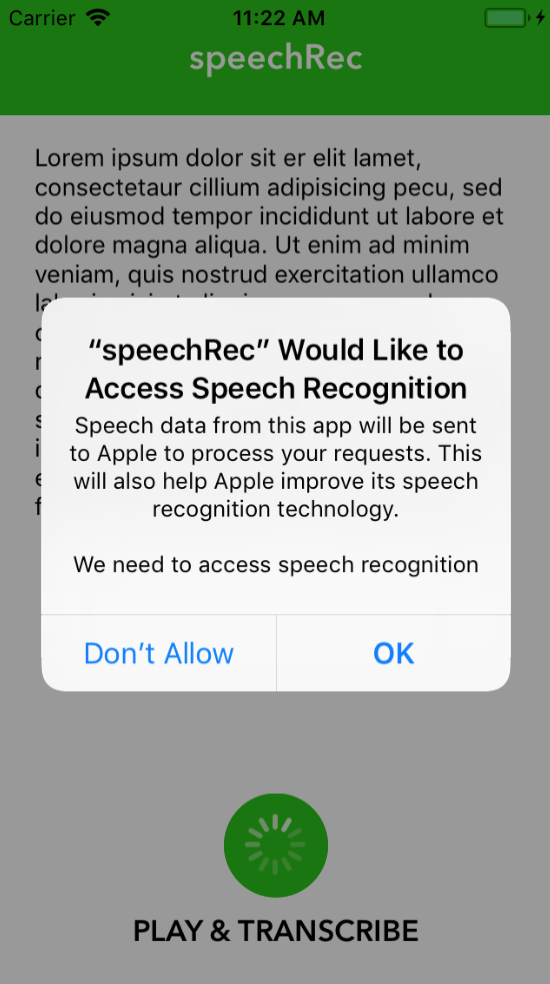 Carrier 11:22 AM
speechRec
Lorem ipsum dolor sit er elit lamet,
consectetaur cillium adipisicing pecu, sed
do eiusmod tempor incididunt ut labore et
dolore magna aliqua. Ut enim ad minim
veniam, quis nostrud exercitation ullamco
“speechRec” Would Like to
Access Speech Recognition
Speech data from this app will be sent
to Apple to process your requests. This
will also help Apple improve its speech
recognition technology.
We need to access speech recognition
Don’t Allow OK
PLAY & TRANSCRIBE